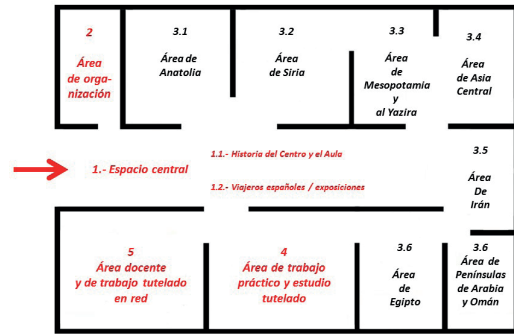 2
Área
de orga-
nización
3.1
Área de
Anatolia
3.2
Área
de Siria
3.3
Área
de
Mesopotamia
y
al Yazira
3.4
Área
de Asia
Central
1.- Espacio central
1.1.- Historia del Centro y el Aula
1.2.- Viajeros españoles / exposiciones
3.5
Área
De
Irán
5
Área docente
y de trabajo tutelado
en red
4
Área de trabajo
práctico y estudio
tutelado
3.6
Área
de
Egipto
3.6
Área de
Penínsulas
de Arabia
y Omán